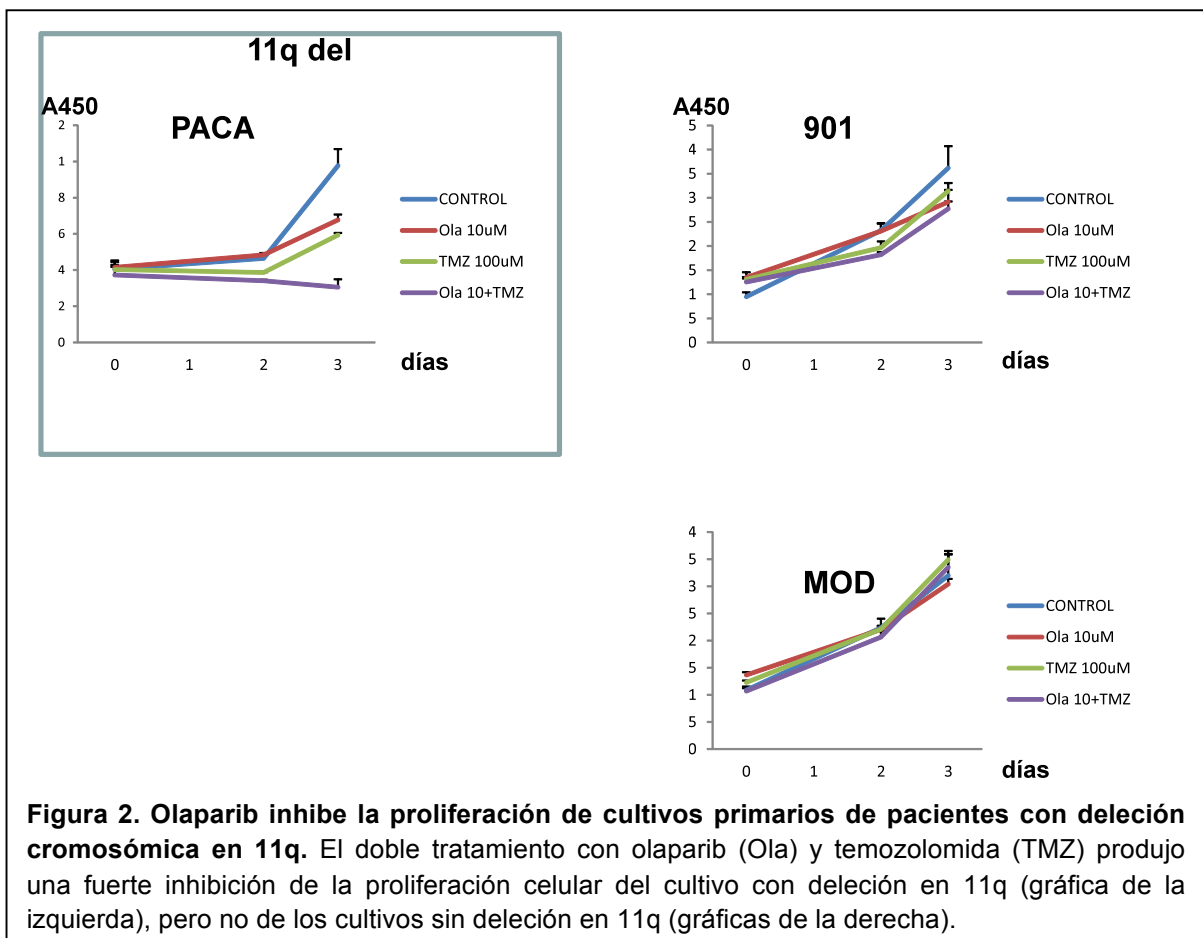 11q del
A450
PACA
2
1
8
6
4
2
0
0 1 2 3
días
CONTROL
Ola 10uM
TMZ 100uM
Ola 10+TMZ
A450
901
5
4
5
3
5
2
5
1
5
0
0 1 2 3
días
CONTROL
Ola 10uM
TMZ 100uM
Ola 10+TMZ
MOD
4
5
3
5
2
5
1
5
0
0 1 2 3
días
CONTROL
Ola 10uM
TMZ 100uM
Ola 10+TMZ
Figura 2. Olaparib inhibe la proliferación de cultivos primarios de pacientes con deleción
cromosómica en 11q. El doble tratamiento con olaparib (Ola) y temozolomida (TMZ) produjo
una fuerte inhibición de la proliferación celular del cultivo con deleción en 11q (gráfica de la
izquierda), pero no de los cultivos sin deleción en 11q (gráficas de la derecha).